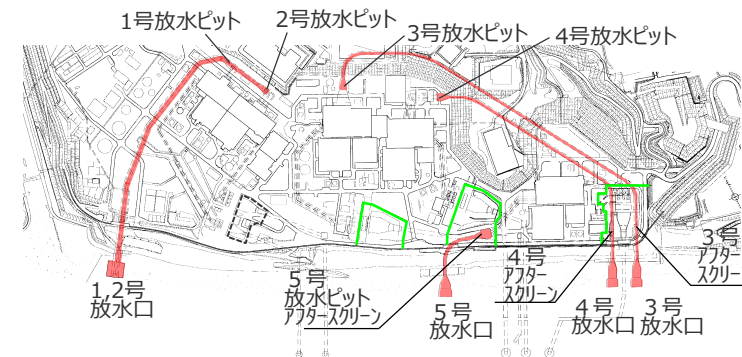 1号放水ピット
2号放水ピット
3号放水ピット
4号放水ピット
1,2号
放水口
5号
放水ピット
アフタースクリーン
5号
放水口
4号
アフター
スクリーン
4号
放水口
3号
放水口
3号
アフター
スクリー